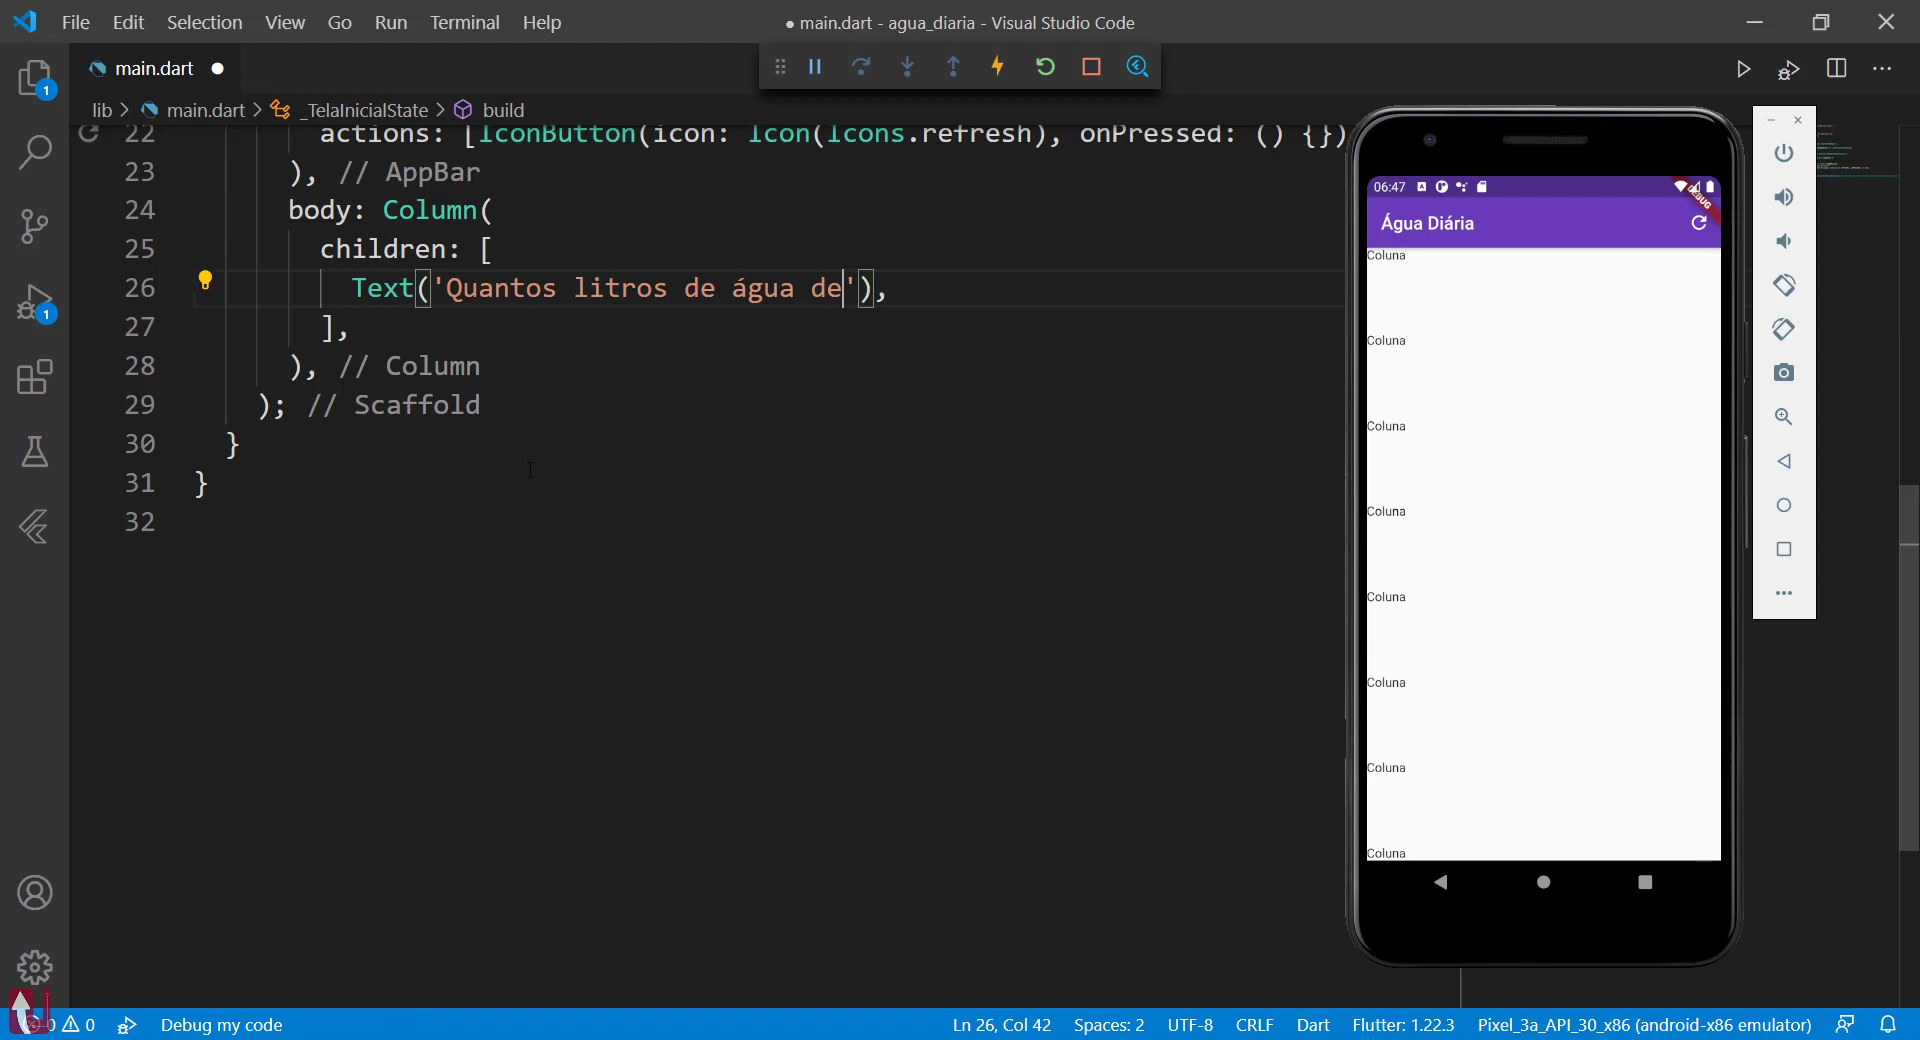 File Edit Selection View Go Run Terminal Help
● main.dart - agua_diaria - Visual Studio Code
main.dart
lib > main.dart > _TelaInicialState > build
22 actions: [IconButton(icon: Icon(Icons.refresh), onPressed: () {})
23 ), // AppBar
24 body: Column(
25 children: [
26 Text('Quantos litros de água de'),
27 ],
28 ), // Column
29 ); // Scaffold
30 }
31 }
32
1
1
06:47
DEBUG
Água Diária
Coluna
Coluna
Coluna
Coluna
Coluna
Coluna
Coluna
Coluna
0 0 Debug my code
Ln 26, Col 42 Spaces: 2 UTF-8 CRLF Dart Flutter: 1.22.3 Pixel_3a_API_30_x86 (android-x86 emulator)